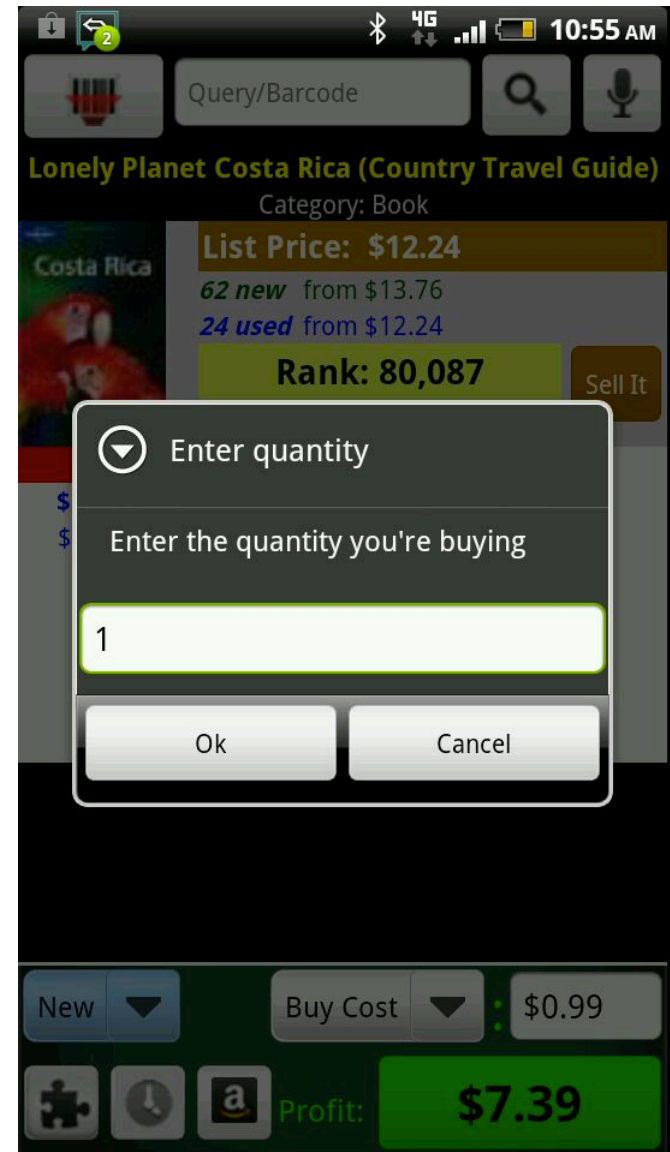 2
4G
10:55 AM
Query/Barcode
Lonely Planet Costa Rica (Country Travel Guide)
Category: Book
Costa Rica
List Price: $12.24
62 new from $13.76
24 used from $12.24
Rank: 80,087
Sell It
Enter quantity
$
$
Enter the quantity you're buying
1
Ok Cancel
New Buy Cost : $0.99
a Profit: $7.39